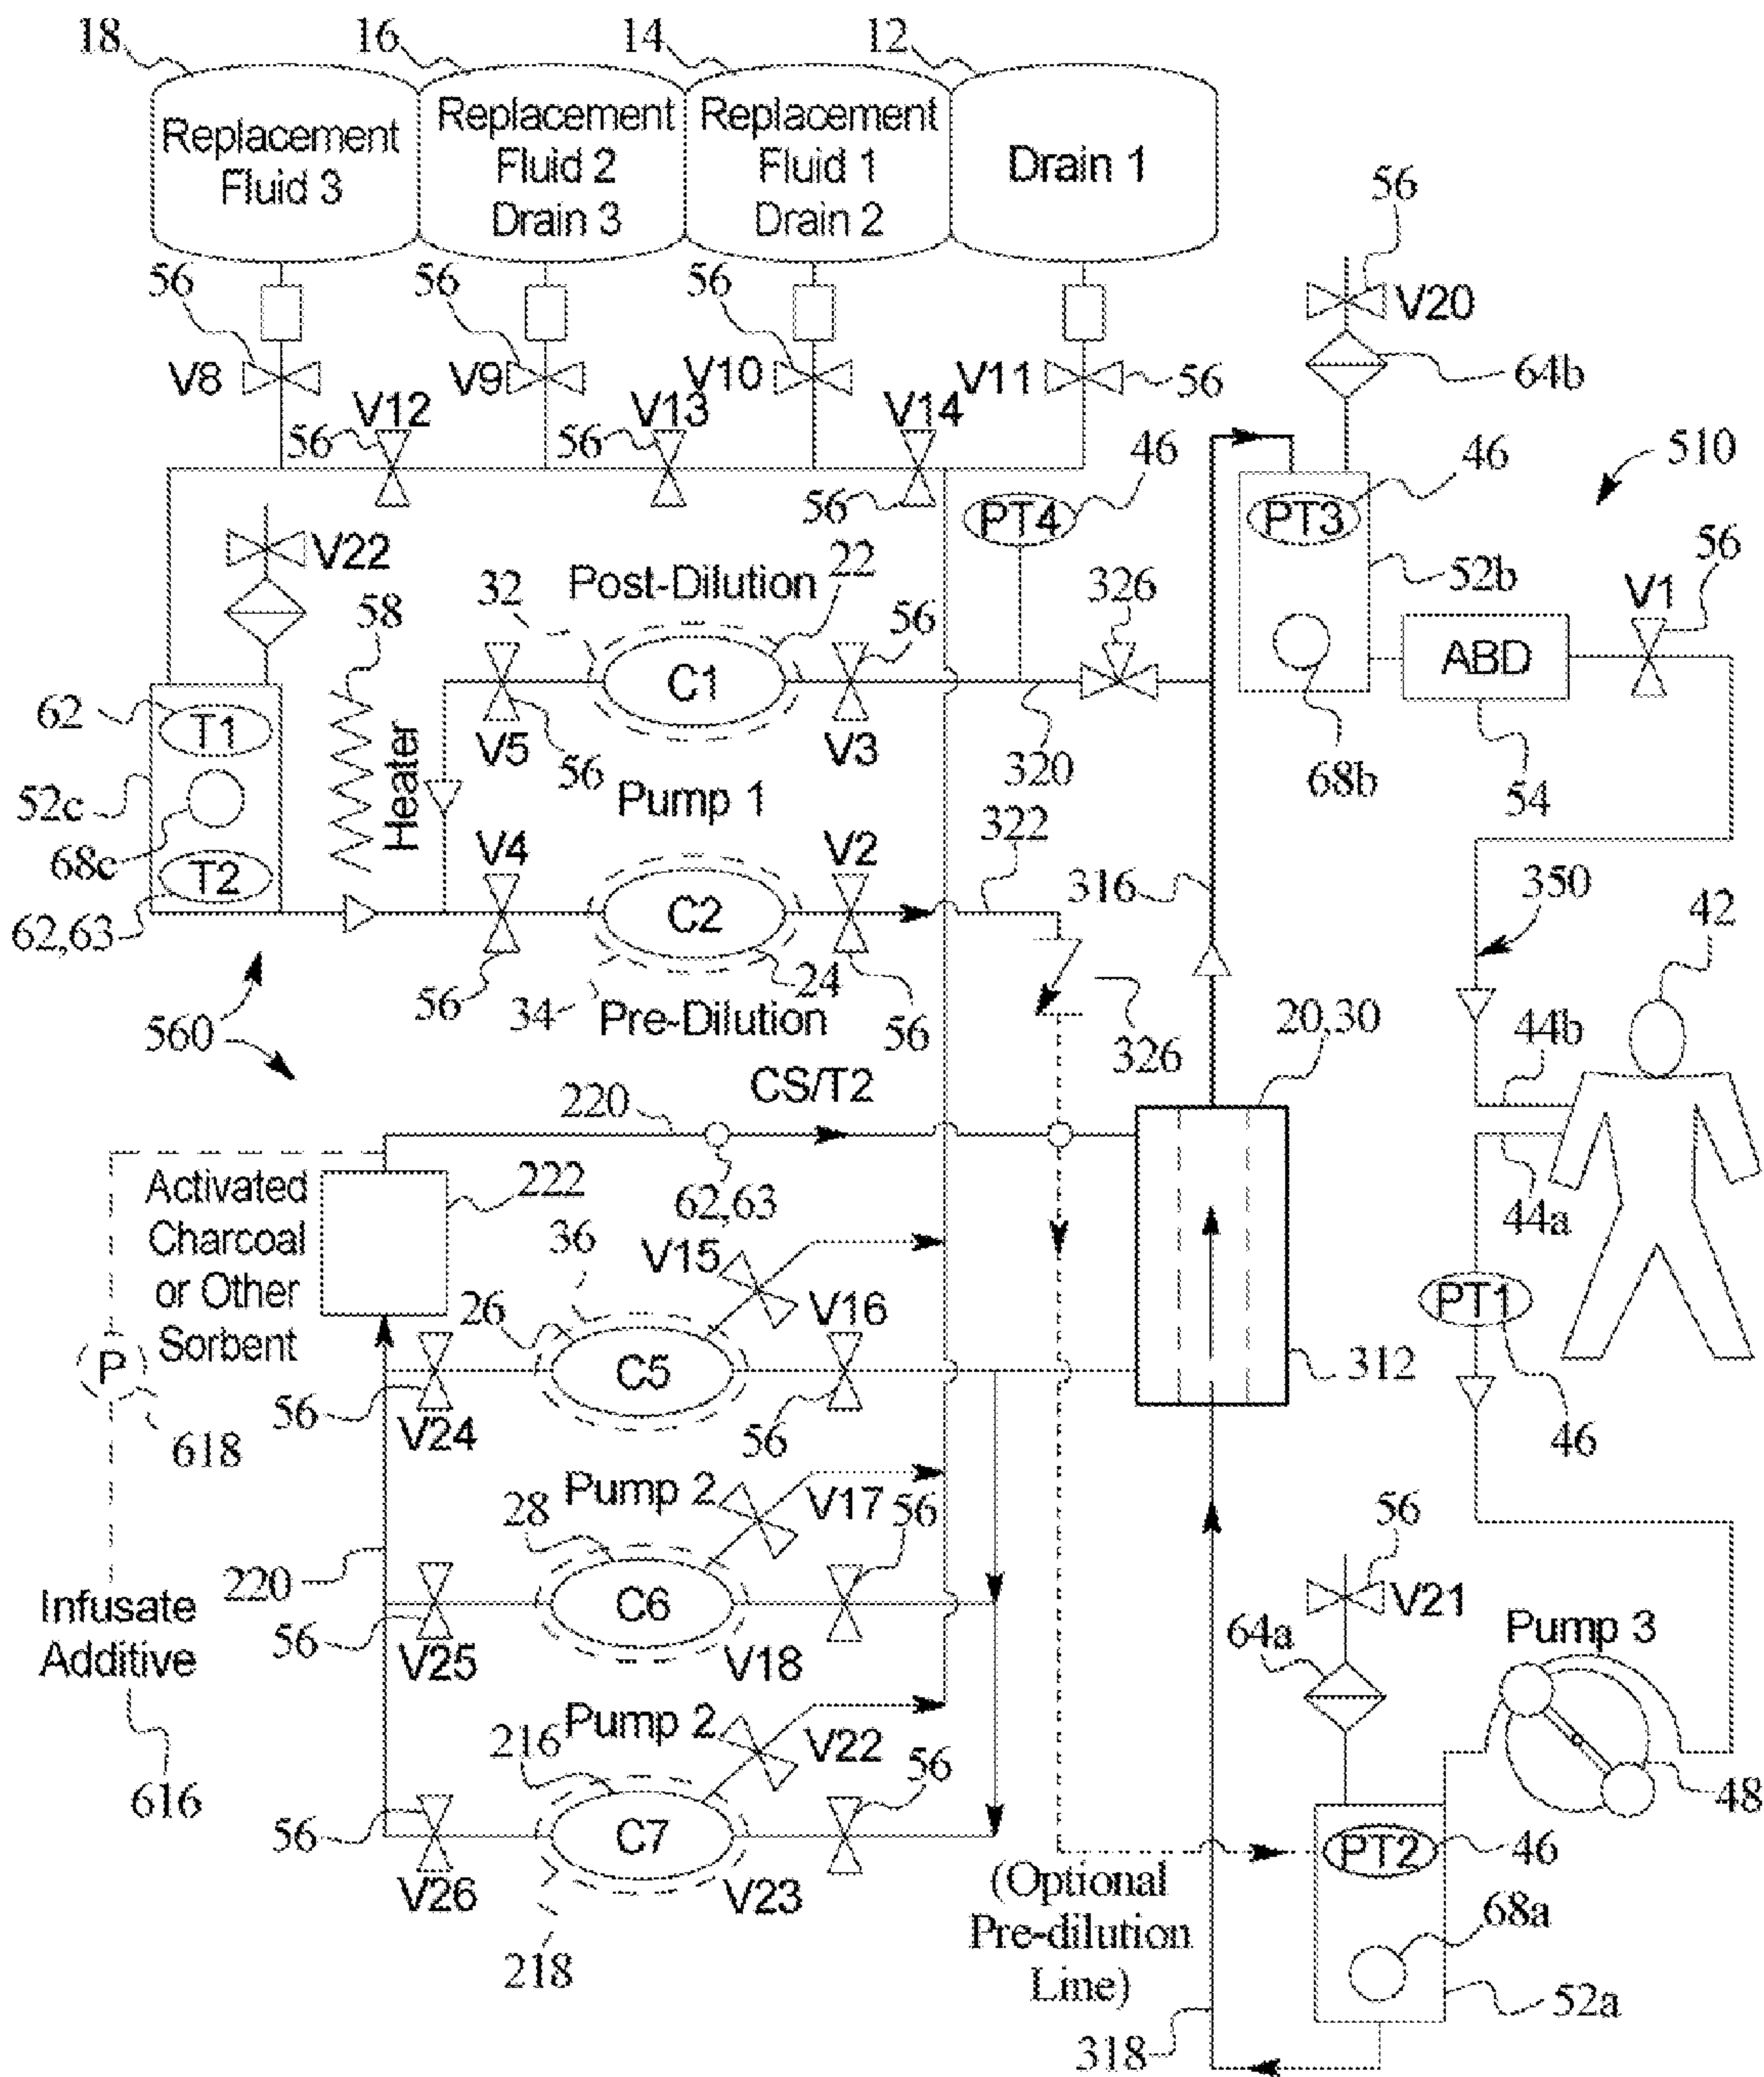 18
16
14
12
Replacement
Fluid 3
Replacement
Fluid 2
Drain 3
Replacement
Fluid 1
Drain 2
Drain 1
56
56
56
56
56
V8
V9
V10
V11
V20
64b
V12
V13
V14
56
56
56
46
46
510
PT4
PT3
V22
58
32
Post-Dilution
22
56
326
52b
V1
56
62
T1
C1
ABD
52c
V5
56
V3
320
68b
54
Heater
Pump 1
68c
T2
V4
V2
322
316
350
42
62,63
C2
56
24
56
560
34
Pre-Dilution
326
20,30
44b
CS/T2
220
Activated
Charcoal
or Other
Sorbent
222
62,63
44a
36
V15
26
V16
PT1
P
C5
312
56
V24
56
46
618
Pump 2
V17
56
28
56
220
V21
Infusate
Additive
C6
64a
Pump 3
56
V25
V18
Pump 2
216
V22
56
616
48
56
C7
PT2
46
V26
V23
(Optional
Pre-dilution
Line)
68a
218
52a
318